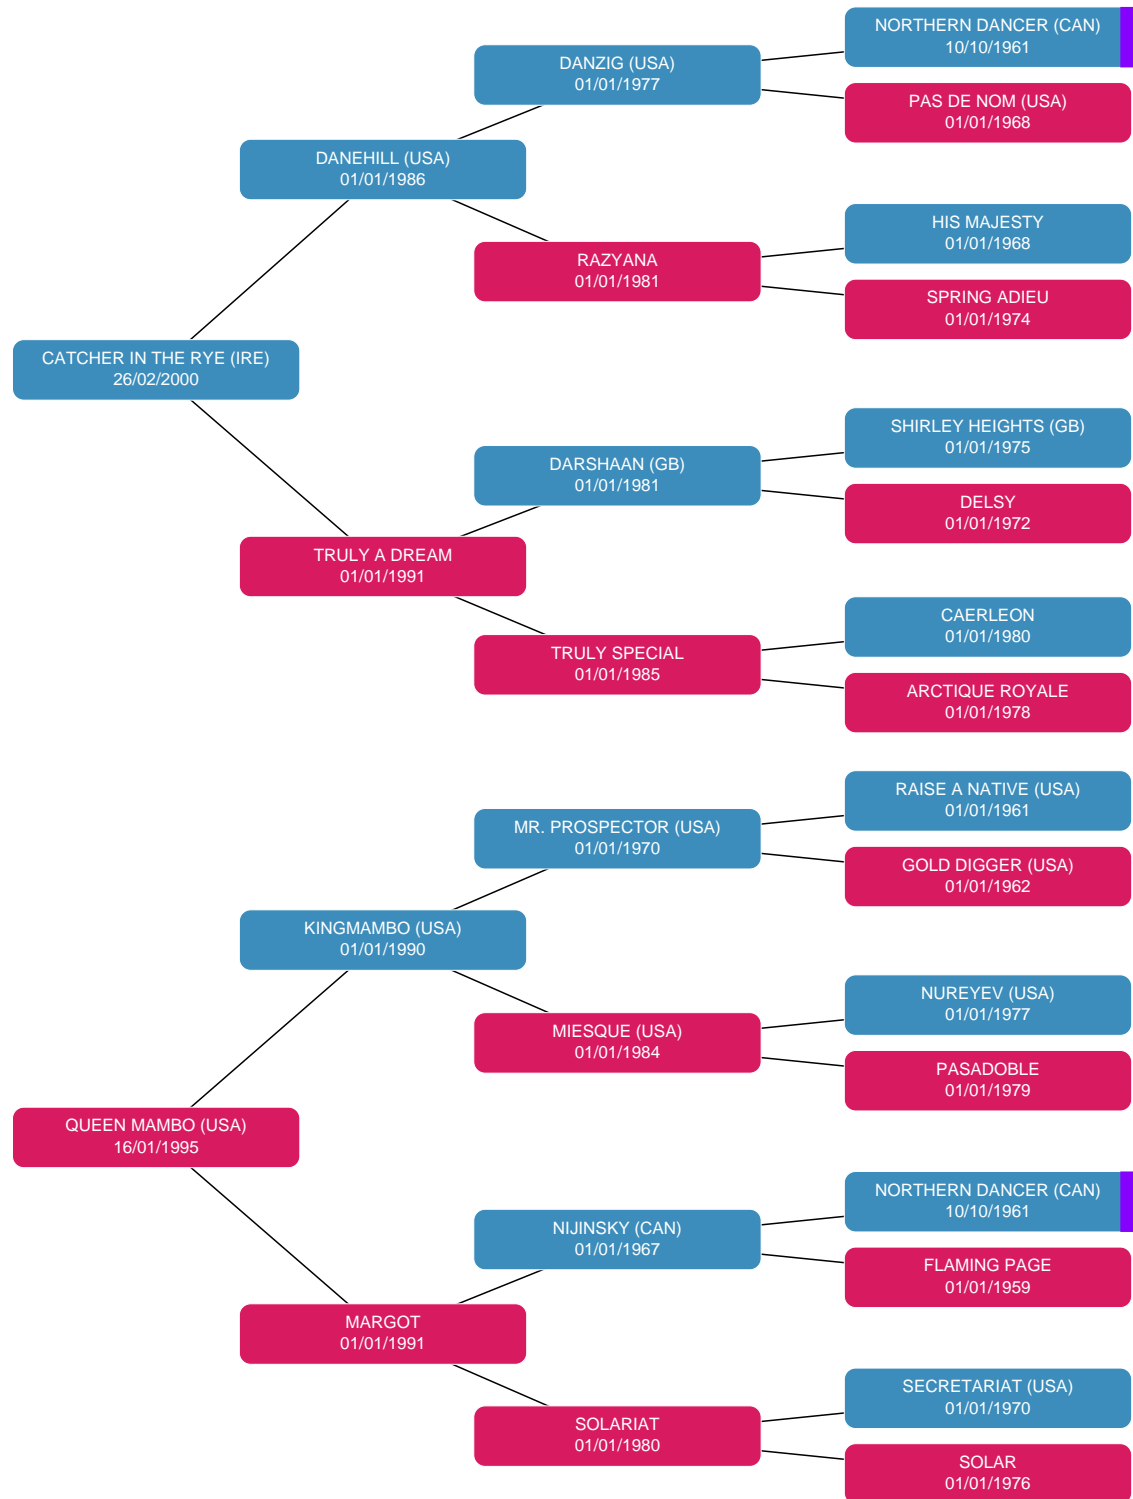 NORTHERN DANCER (CAN)
10/10/1961
DANZIG (USA)
01/01/1977
PAS DE NOM (USA)
01/01/1968
DANEHILL (USA)
01/01/1986
HIS MAJESTY
01/01/1968
RAZYANA
01/01/1981
SPRING ADIEU
01/01/1974
CATCHER IN THE RYE (IRE)
26/02/2000
SHIRLEY HEIGHTS (GB)
01/01/1975
DARSHAAN (GB)
01/01/1981
DELSY
01/01/1972
TRULY A DREAM
01/01/1991
CAERLEON
01/01/1980
TRULY SPECIAL
01/01/1985
ARCTIQUE ROYALE
01/01/1978
RAISE A NATIVE (USA)
01/01/1961
MR. PROSPECTOR (USA)
01/01/1970
GOLD DIGGER (USA)
01/01/1962
KINGMAMBO (USA)
01/01/1990
NUREYEV (USA)
01/01/1977
MIESQUE (USA)
01/01/1984
PASADOBLE
01/01/1979
QUEEN MAMBO (USA)
16/01/1995
NORTHERN DANCER (CAN)
10/10/1961
NIJINSKY (CAN)
01/01/1967
FLAMING PAGE
01/01/1959
MARGOT
01/01/1991
SECRETARIAT (USA)
01/01/1970
SOLARIAT
01/01/1980
SOLAR
01/01/1976